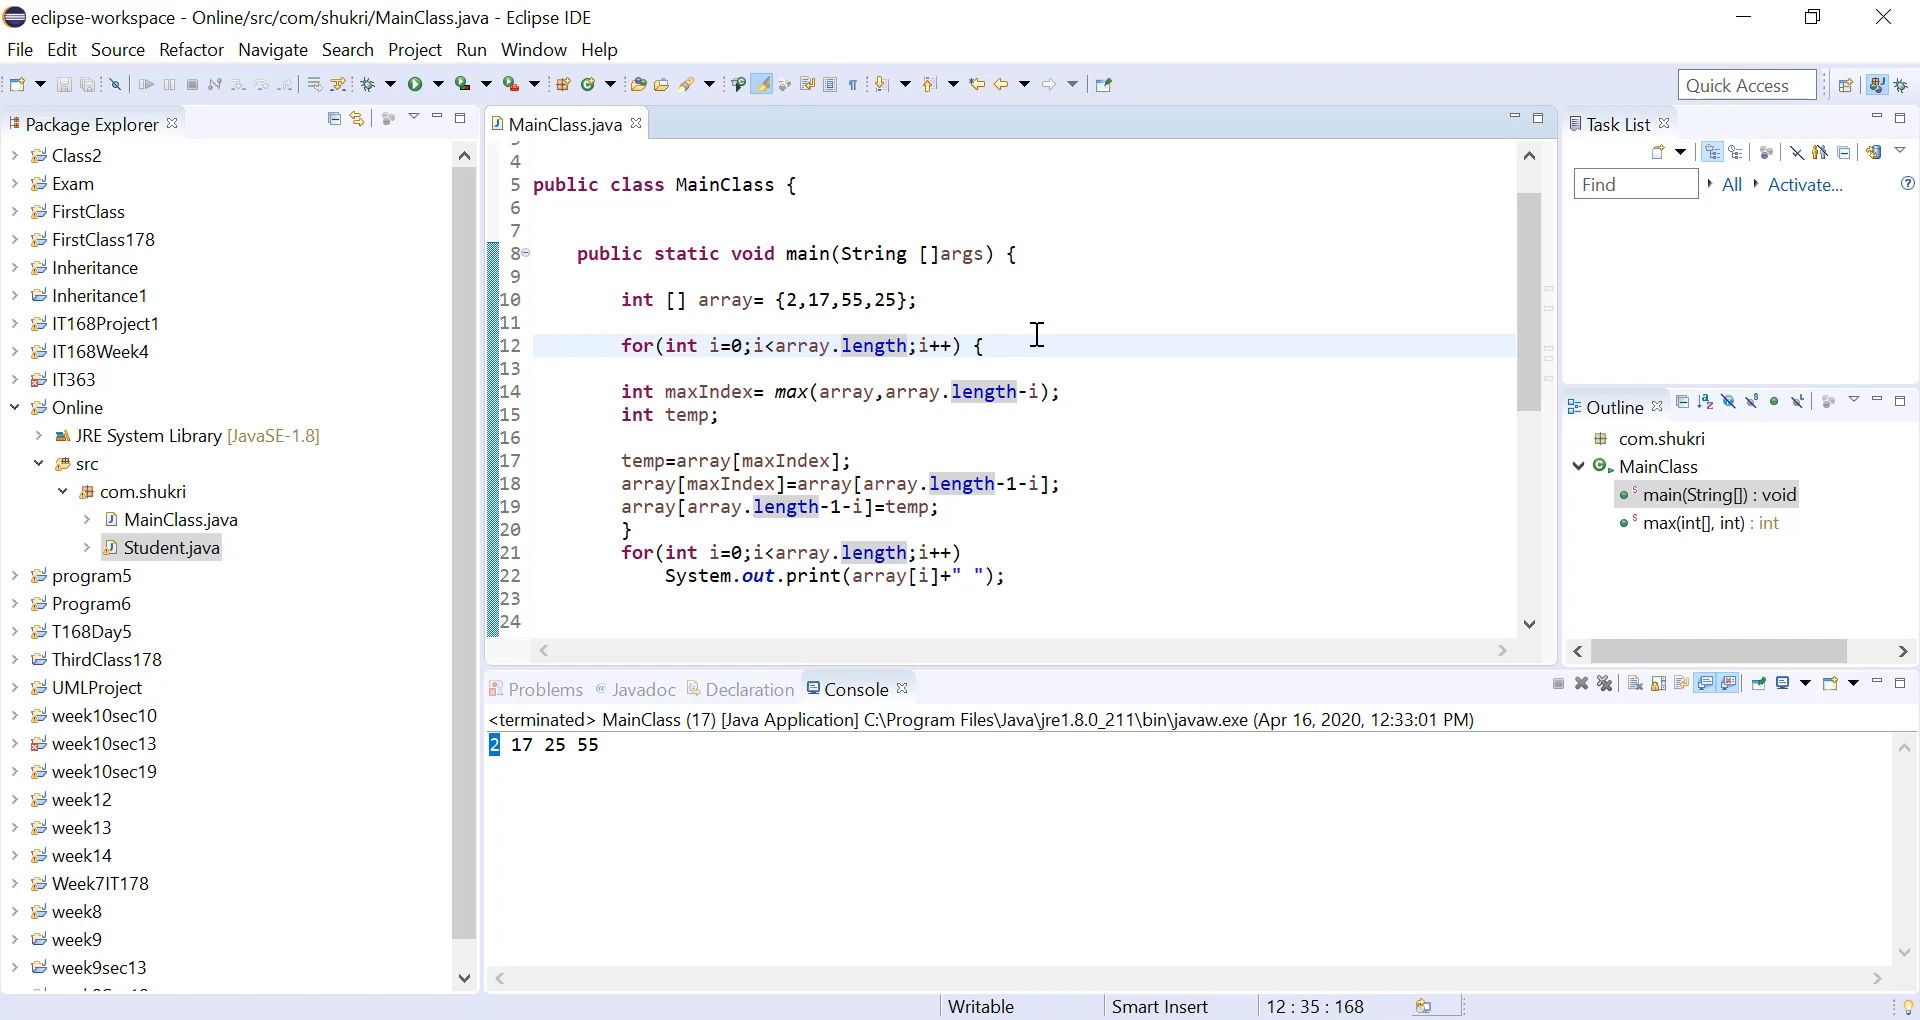 eclipse-workspace - Online/src/com/shukri/MainClass.java - Eclipse IDE
File Edit Source Refactor Navigate Search Project Run Window Help
Quick Access
Package Explorer
Class2
Exam
FirstClass
FirstClass178
Inheritance
Inheritance1
IT168Project1
IT168Week4
IT363
Online
JRE System Library [JavaSE-1.8]
src
com.shukri
MainClass.java
Student.java
program5
Program6
T168Day5
ThirdClass178
UMLProject
week10sec10
week10sec13
week10sec19
week12
week13
week14
Week7IT178
week8
week9
week9sec13
MainClass.java
4
5 public class MainClass {
6
7
8 public static void main(String []args) {
9
10 int [] array= {2,17,55,25};
11
12 for(int i=0;i<array.length;i++) {
13
14 int maxIndex= max(array,array.length-i);
15 int temp;
16
17 temp=array[maxIndex];
18 array[maxIndex]=array[array.length-1-i];
19 array[array.length-1-i]=temp;
20 }
21 for(int i=0;i<array.length;i++)
22 System.out.print(array[i]+" ");
23
24
Task List
Find All Activate...
Outline
com.shukri
MainClass
main(String[]) : void
max(int[], int) : int
Problems @ Javadoc Declaration Console
<terminated> MainClass (17) [Java Application] C:\Program Files\Java\jre1.8.0_211\bin\javaw.exe (Apr 16, 2020, 12:33:01 PM)
2 17 25 55
Writable Smart Insert 12 : 35 : 168